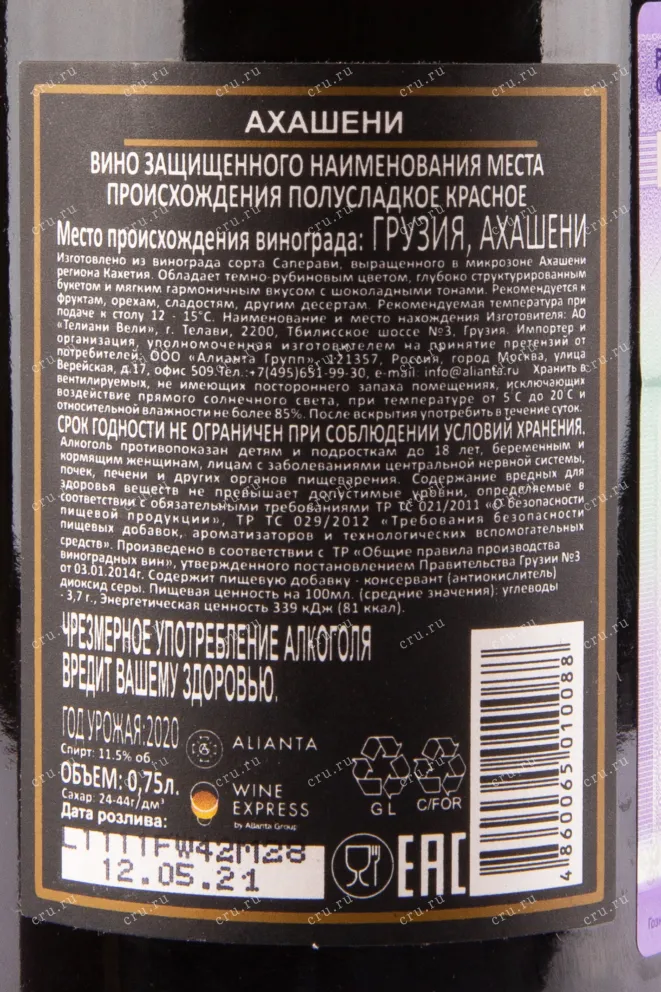 АХАШЕНИ
ВИНО ЗАЩИЩЕННОГО НАИМЕНОВАНИЯ МЕСТА
ПРОИСХОЖДЕНИЯ ПОЛУСЛАДКОЕ КРАСНОЕ
Место происхождения винограда: ГРУЗИЯ, АХАШЕНИ
Изготовлено из винограда сорта Саперави, выращенного в микрозоне Ахашени
региона Кахетия. Обладает темно-рубиновым цветом, глубоко структурированным
букетом и мягким гармоничным вкусом с шоколадными тонами. Рекомендуется к
фруктам, орехам, сладостям, другим десертам. Рекомендуемая температура при
подаче к столу 12 - 15°С. Наименование и место нахождения Изготовителя: АО
«Телиани Вели», г. Телави, 2200, Тбилисское шоссе №3, Грузия. Импортер и
организация, уполномоченная изготовителем на принятие претензий от
потребителей: ООО «Алианта Групп», 121357, Россия, город Москва, улица
Верейская, д.17, офис 509.Тел.:+7(495)651-99-30, e-mail: info@alianta.ru Хранить в
вентилируемых, не имеющих постороннего запаха помещениях, исключающих
воздействие прямого солнечного света, при температуре от 5°С до 20°С и
относительной влажности не более 85%. После вскрытия употребить в течение суток.
СРОК ГОДНОСТИ НЕ ОГРАНИЧЕН ПРИ СОБЛЮДЕНИИ УСЛОВИЙ ХРАНЕНИЯ.
Алкоголь противопоказан детям и подросткам до 18 лет, беременным и
кормящим женщинам, лицам с заболеваниями центральной нервной системы,
почек, печени и других органов пищеварения. Содержание вредных для
здоровья веществ не превышает допустимые уровни, определяемые в
соответствии с обязательными требованиями ТР ТС 021/2011 «О безопасности
пищевой продукции», ТР ТС 029/2012 «Требования безопасности
пищевых добавок, ароматизаторов и технологических вспомогательных
средств». Произведено в соответствии с ТР «Общие правила производства
виноградных вин», утвержденного постановлением Правительства Грузии №3
от 03.01.2014г. Содержит пищевую добавку - консервант (антиокислитель)
диоксид серы. Пищевая ценность на 100мл. (средние значения): углеводы
- 3,7 г., Энергетическая ценность 339 кДж (81 ккал).
ЧРЕЗМЕРНОЕ УПОТРЕБЛЕНИЕ АЛКОГОЛЯ
ВРЕДИТ ВАШЕМУ ЗДОРОВЬЮ.
ГОД УРОЖАЯ:2020
Спирт: 11.5% об.
ОБЪЕМ: 0,75л.
Сахар: 24-44г/дм³
Дата розлива:
12.05.21
ALIANTA
WINE
EXPRESS
by Alianta Group
GL
C/FOR
EAC
4860065010088
cru.ru